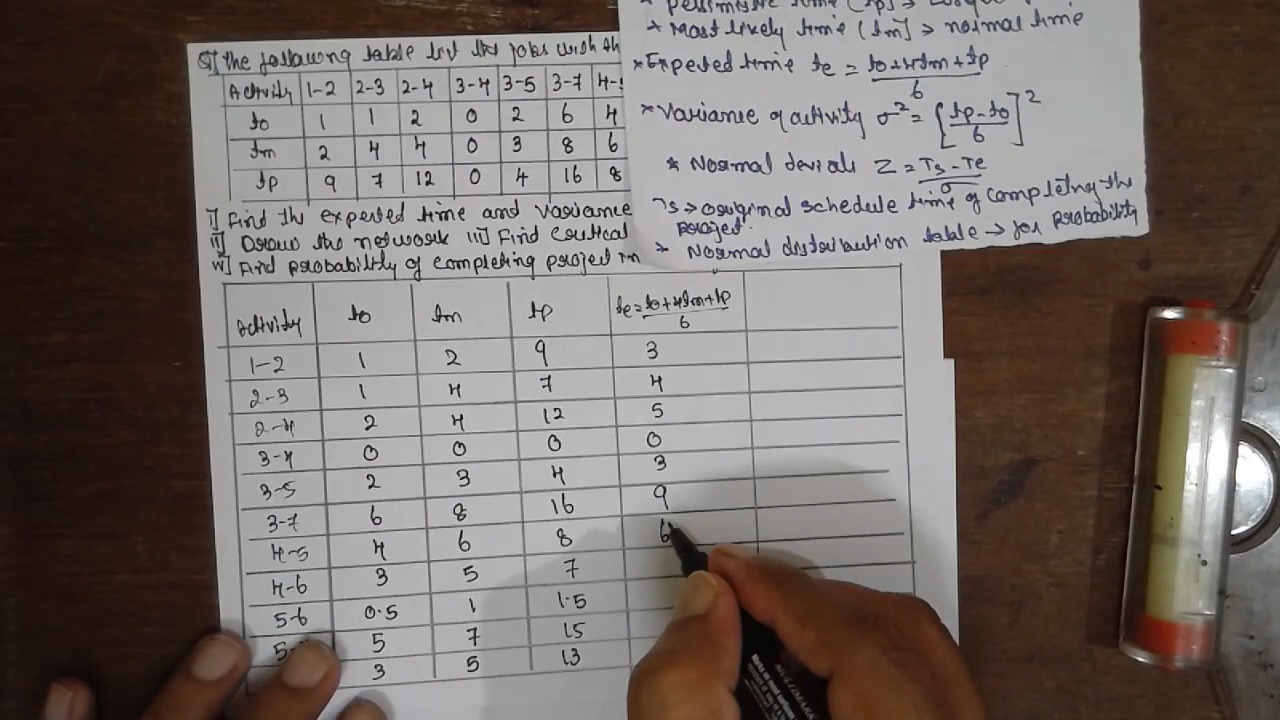 Q] The following table list the jobs with th
Activity 1-2 2-3 2-4 3-4 3-5 3-7 4-5
to 1 1 2 0 2 6 4
tm 2 4 4 0 3 8 6
tp 9 7 12 0 4 16 8
i] Find the expected time and variance
ii] Draw the network iii] Find critical
iv] Find probability of completing project in
* Pessimistic time (tp)
* Most likely time (tm) > normal time
* Expected time te = to+4tm+tp / 6
* Variance of activity σ² = [tp-to / 6]²
* Normal deviate Z = Ts-Te / σ
Ts > original schedule time of completing the
project.
* Normal distribution table → for probability
Activity to tm tp te = to+4tm+tp / 6
1-2 1 2 9 3
2-3 1 4 7 4
2-4 2 4 12 5
3-4 0 0 0 0
3-5 2 3 4 3
3-7 6 8 16 9
4-5 4 6 8 6
4-6 3 5 7
5-6 0.5 1 1.5
5- 5 7 15
3 5 13